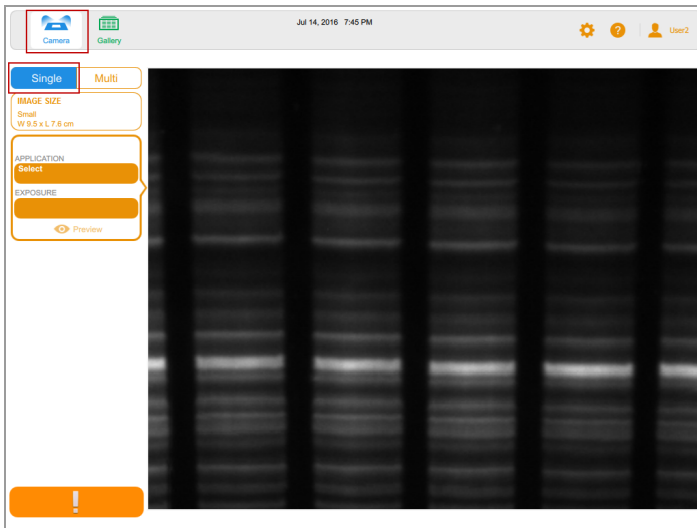 Jul 14, 2016 7:45 PM
Camera
Gallery
User2
Single
Multi
IMAGE SIZE
Small
W 9.5 x L 7.6 cm
APPLICATION
Select
EXPOSURE
Preview